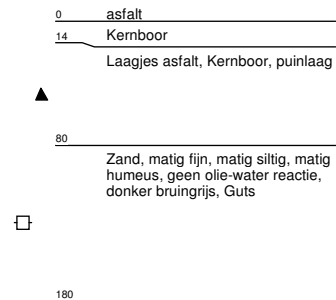 0 asfalt
14 Kernboor
Laagjes asfalt, Kernboor, puinlaag
80
Zand, matig fijn, matig siltig, matig
humeus, geen olie-water reactie,
donker bruingrijs, Guts
180